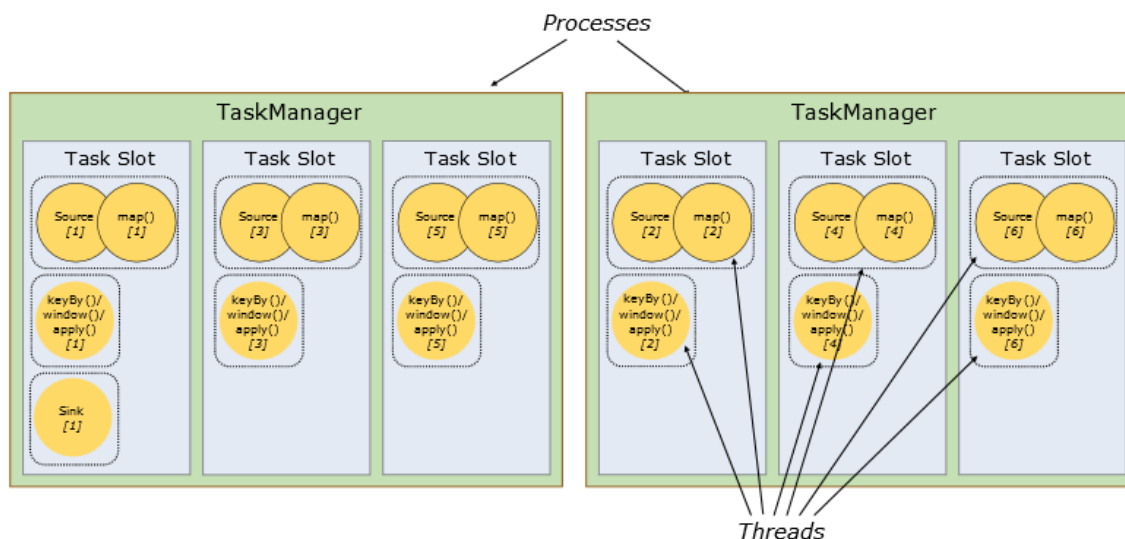 Processes
TaskManager
Task Slot
Source
[1]
map()
[1]
keyBy()/
window()/
apply()
[1]
Sink
[1]
Task Slot
Source
[3]
map()
[3]
keyBy()/
window()/
apply()
[3]
Task Slot
Source
[5]
map()
[5]
keyBy()/
window()/
apply()
[5]
TaskManager
Task Slot
Source
[2]
map()
[2]
keyBy()/
window()/
apply()
[2]
Task Slot
Source
[4]
map()
[4]
keyBy()/
window()/
apply()
[4]
Task Slot
Source
[6]
map()
[6]
keyBy()/
window()/
apply()
[6]
Threads